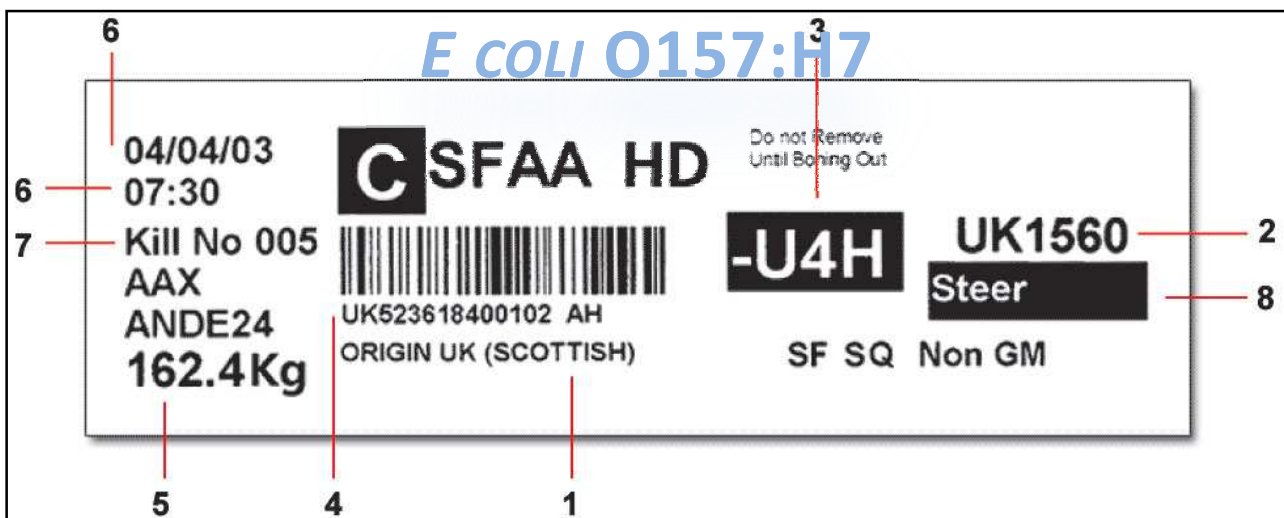 6
3
E COLI O157:H7
04/04/03
6
07:30
C SFAA HD
Do not Remove
Until Boning Out
7
Kill No 005
AAX
ANDE24
162.4Kg
UK523618400102 AH
ORIGIN UK (SCOTTISH)
-U4H
UK1560
2
Steer
8
SF SQ Non GM
5
4
1